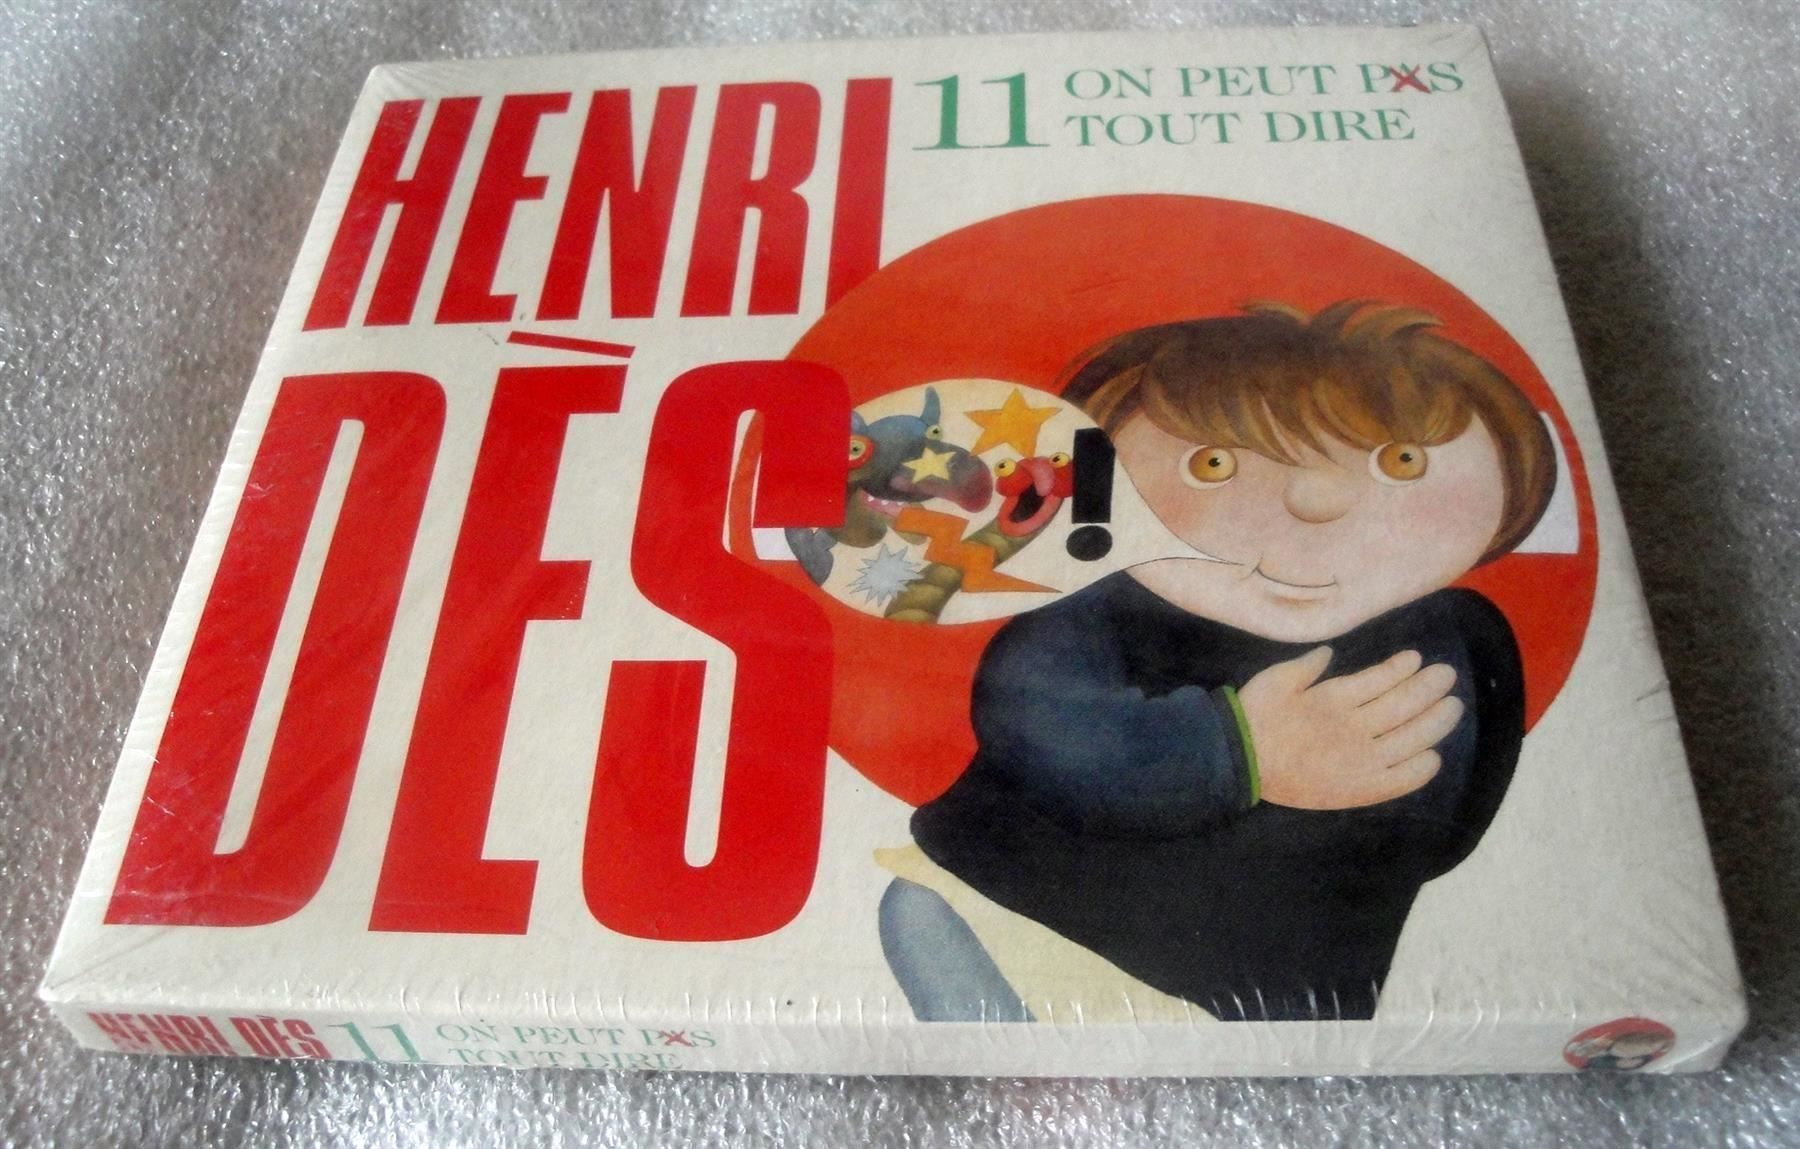 HENRI
DÈS
11 ON PEUT PAS
TOUT DIRE
!
HENRI DÈS 11 ON PEUT PAS
TOUT DIRE